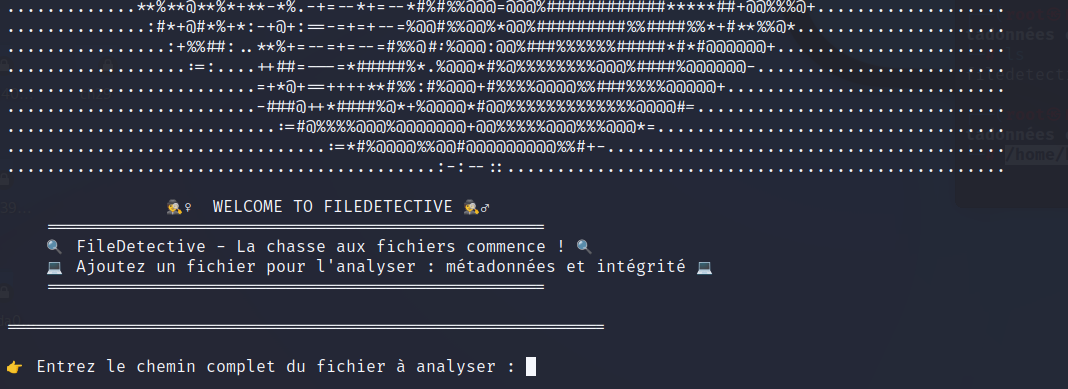 🕵️♀ WELCOME TO FILEDETECTIVE 🕵️♂
🔍 FileDetective - La chasse aux fichiers commence ! 🔍
💻 Ajoutez un fichier pour l'analyser : métadonnées et intégrité 💻
👉 Entrez le chemin complet du fichier à analyser :